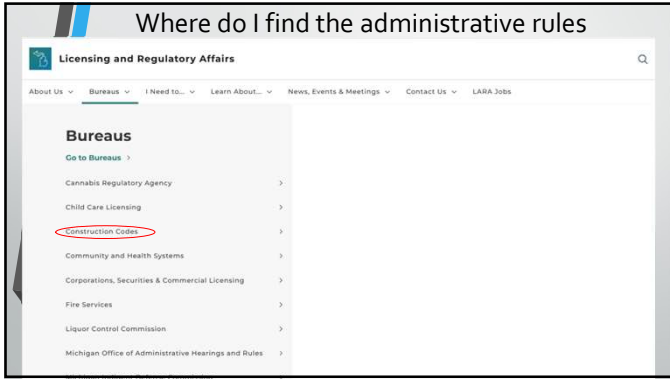 Where do I find the administrative rules
Licensing and Regulatory Affairs
About Us Bureaus I Need to... Learn About... News, Events & Meetings Contact Us LARA Jobs
Bureaus
Go to Bureaus
Cannabis Regulatory Agency
Child Care Licensing
Construction Codes
Community and Health Systems
Corporations, Securities & Commercial Licensing
Fire Services
Liquor Control Commission
Michigan Office of Administrative Hearings and Rules